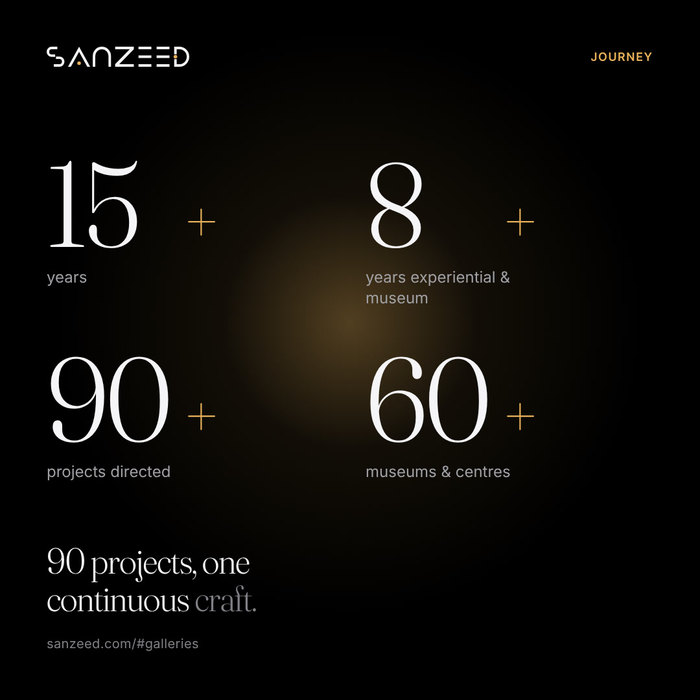 SANZEED
JOURNEY
15 +
years
8 +
years experiential &
museum
90 +
projects directed
60 +
museums & centres
90 projects, one
continuous craft.
sanzeed.com/#galleries